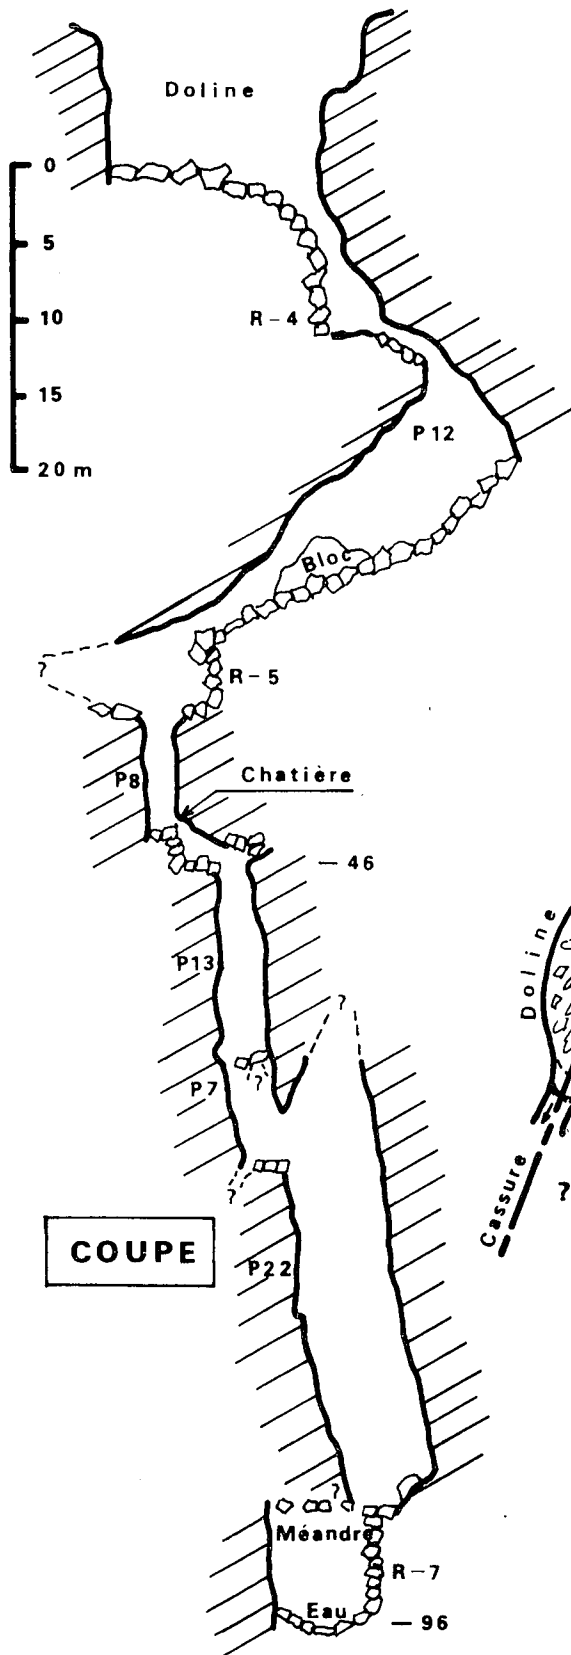 Doline
0
5
10
15
20 m
R-4
P12
Bloc
?
R-5
P8
Chatière
-46
P13
?
?
P7
?
COUPE
P22
Doline
Cassure
?
?
Méandre
R-7
Eau
-96